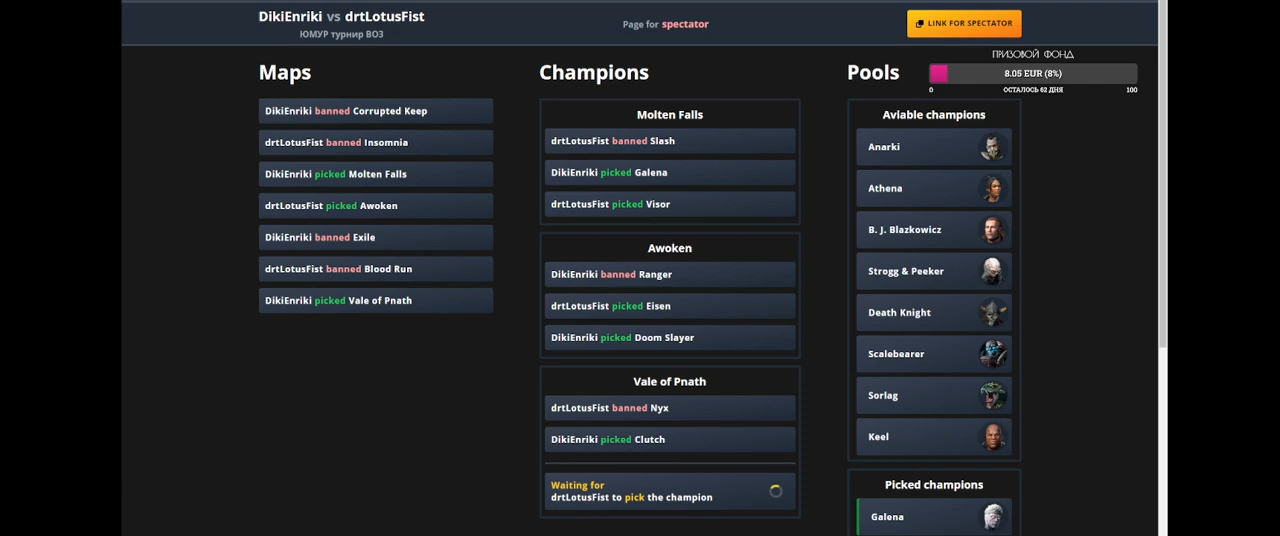 DikiEnriki vs drtLotusFist
ЮМУР турнир BO3
Page for spectator
LINK FOR SPECTATOR
ПРИЗОВОЙ ФОНД
8.05 EUR (8%)
0
ОСТАЛОСЬ 62 ДНЯ
100
Maps
DikiEnriki banned Corrupted Keep
drtLotusFist banned Insomnia
DikiEnriki picked Molten Falls
drtLotusFist picked Awoken
DikiEnriki banned Exile
drtLotusFist banned Blood Run
DikiEnriki picked Vale of Pnath
Champions
Molten Falls
drtLotusFist banned Slash
DikiEnriki picked Galena
drtLotusFist picked Visor
Awoken
DikiEnriki banned Ranger
drtLotusFist picked Eisen
DikiEnriki picked Doom Slayer
Vale of Pnath
drtLotusFist banned Nyx
DikiEnriki picked Clutch
Waiting for
drtLotusFist to pick the champion
Pools
Aviable champions
Anarki
Athena
B. J. Blazkowicz
Strogg & Peeker
Death Knight
Scalebearer
Sorlag
Keel
Picked champions
Galena